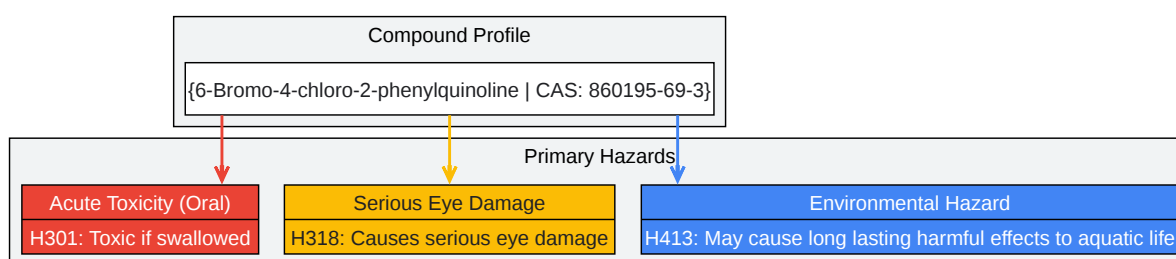 Compound Profile
{6-Bromo-4-chloro-2-phenylquinoline | CAS: 860195-69-3}
Primary Hazards
Acute Toxicity (Oral)
H301: Toxic if swallowed
Serious Eye Damage
H318: Causes serious eye damage
Environmental Hazard
H413: May cause long lasting harmful effects to aquatic life